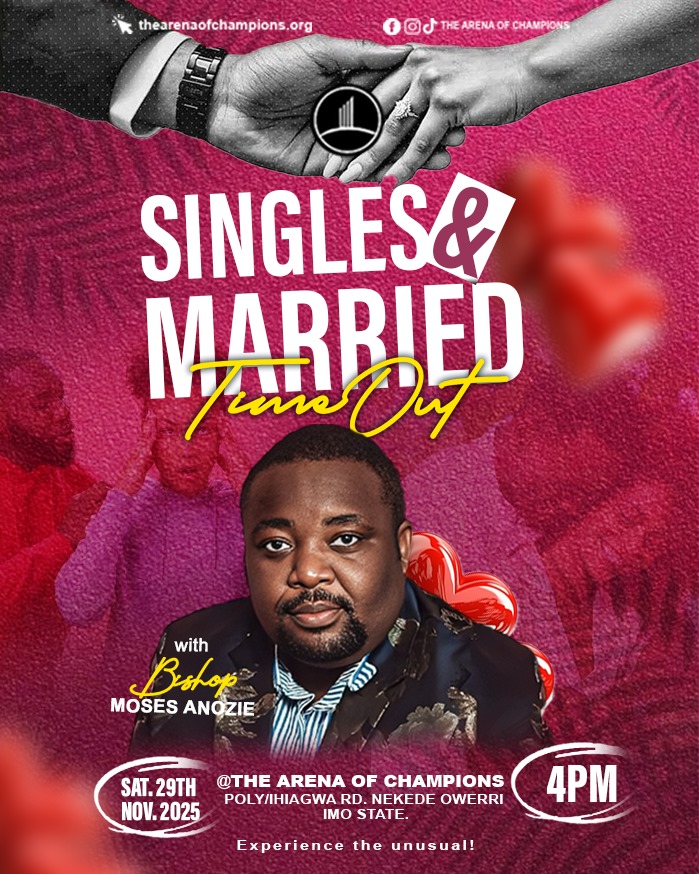 thearenaofchampions.org
THE ARENA OF CHAMPIONS
SINGLES &
MARRIED
Time Out
with
Bishop
MOSES ANOZIE
SAT. 29TH
NOV. 2025
@THE ARENA OF CHAMPIONS
POLY/IHIAGWA RD. NEKEDE OWERRI
IMO STATE.
4PM
Experience the unusual!